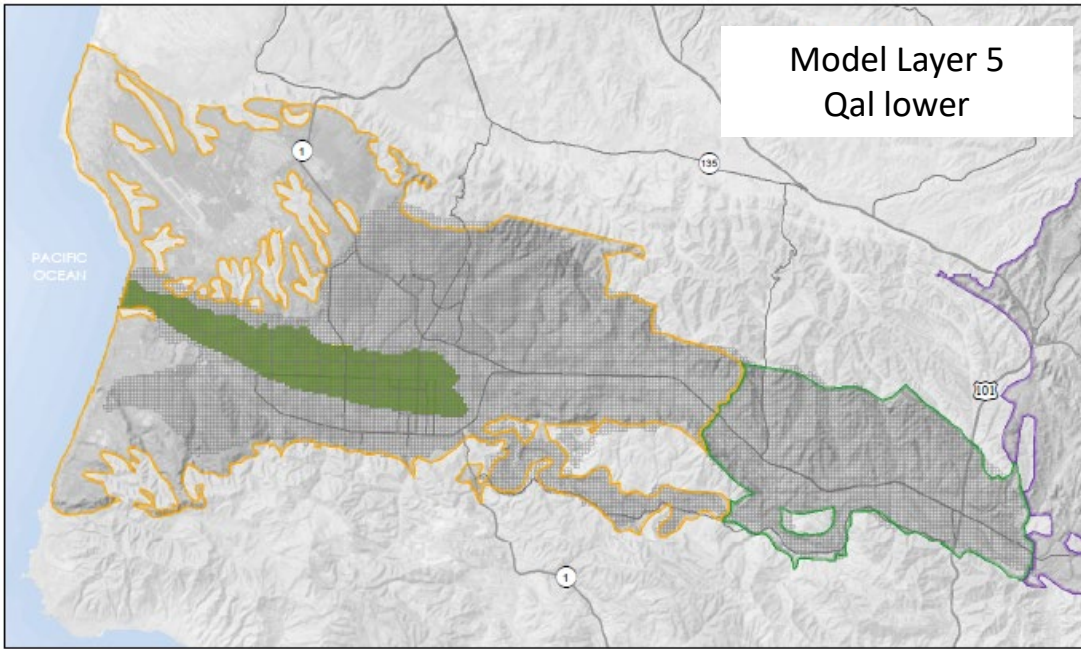 Model Layer 5
Qal lower
1
135
PACIFIC
OCEAN
101
1